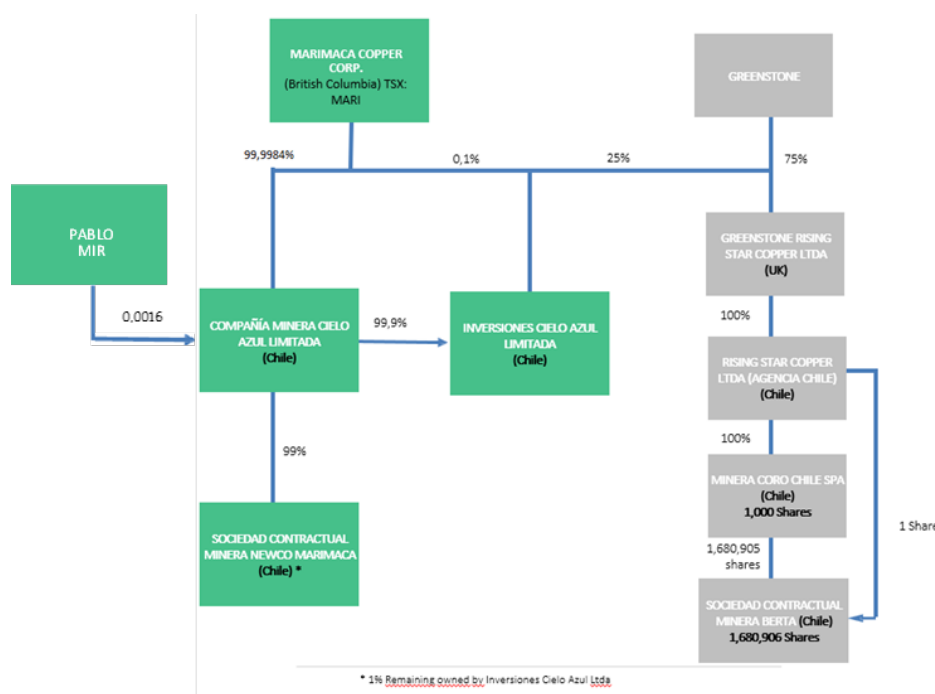 MARIMACA COPPER
CORP.
(British Columbia) TSX:
MARI
GREENSTONE
99,9984%
0,1%
25%
75%
PABLO
MIR
GREENSTONE RISING
STAR COPPER LTDA
(UK)
0,0016
COMPAÑÍA MINERA CIELO
AZUL LIMITADA
(Chile)
99,9%
INVERSIONES CIELO AZUL
LIMITADA
(Chile)
100%
RISING STAR COPPER
LTDA (AGENCIA CHILE)
(Chile)
99%
100%
MINERA CORO CHILE SPA
(Chile)
1,000 Shares
SOCIEDAD CONTRACTUAL
MINERA NEWCO MARIMACA
(Chile) *
1 Share
1,680,905
shares
SOCIEDAD CONTRACTUAL
MINERA BERTA (Chile)
1,680,906 Shares
* 1% Remaining owned by Inversiones Cielo Azul Ltda